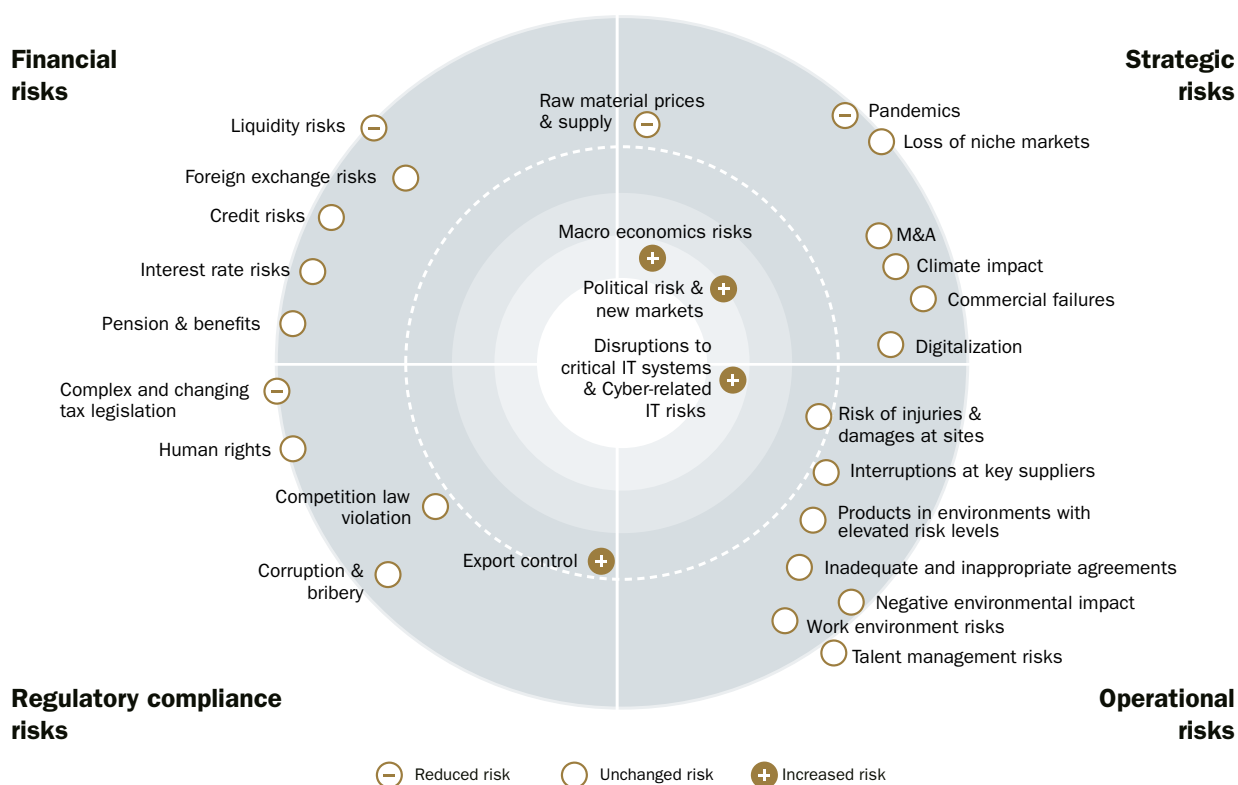 Financial
risks
Strategic
risks
Raw material prices
& supply
Pandemics
Liquidity risks
Loss of niche markets
Foreign exchange risks
Credit risks
Macro economics risks
M&A
Interest rate risks
Climate impact
Political risk &
new markets
Commercial failures
Pension & benefits
Disruptions to
critical IT systems
& Cyber-related
IT risks
Digitalization
Complex and changing
tax legislation
Risk of injuries &
damages at sites
Human rights
Interruptions at key suppliers
Competition law
violation
Products in environments with
elevated risk levels
Export control
Inadequate and inappropriate agreements
Corruption &
bribery
Negative environmental impact
Work environment risks
Talent management risks
Regulatory compliance
risks
Operational
risks
Reduced risk
Unchanged risk
Increased risk